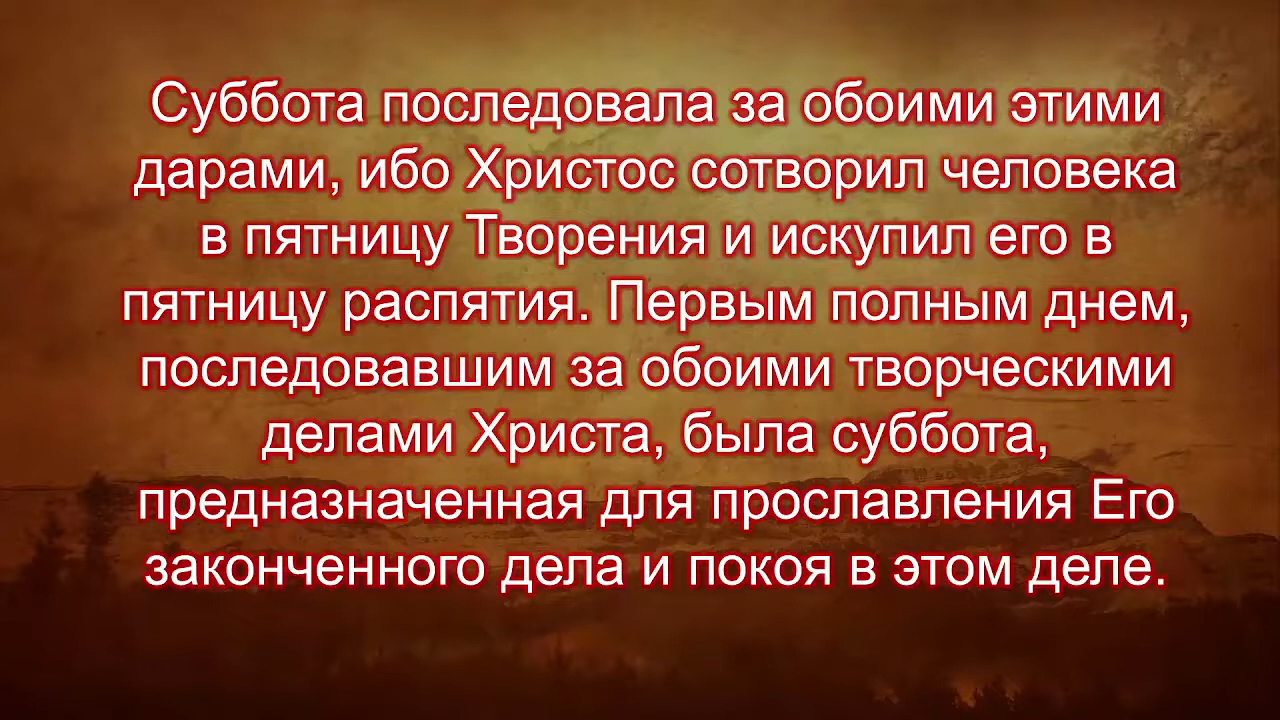 Суббота последовала за обоими этими
дарами, ибо Христос сотворил человека
в пятницу Творения и искупил его в
пятницу распятия. Первым полным днем,
последовавшим за обоими творческими
делами Христа, была суббота,
предназначенная для прославления Его
законченного дела и покоя в этом деле.